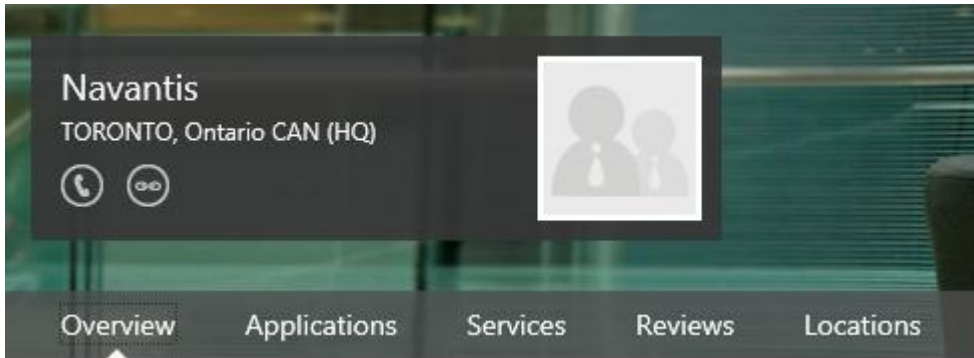 Navantis
TORONTO, Ontario CAN (HQ)
Overview Applications Services Reviews Locations